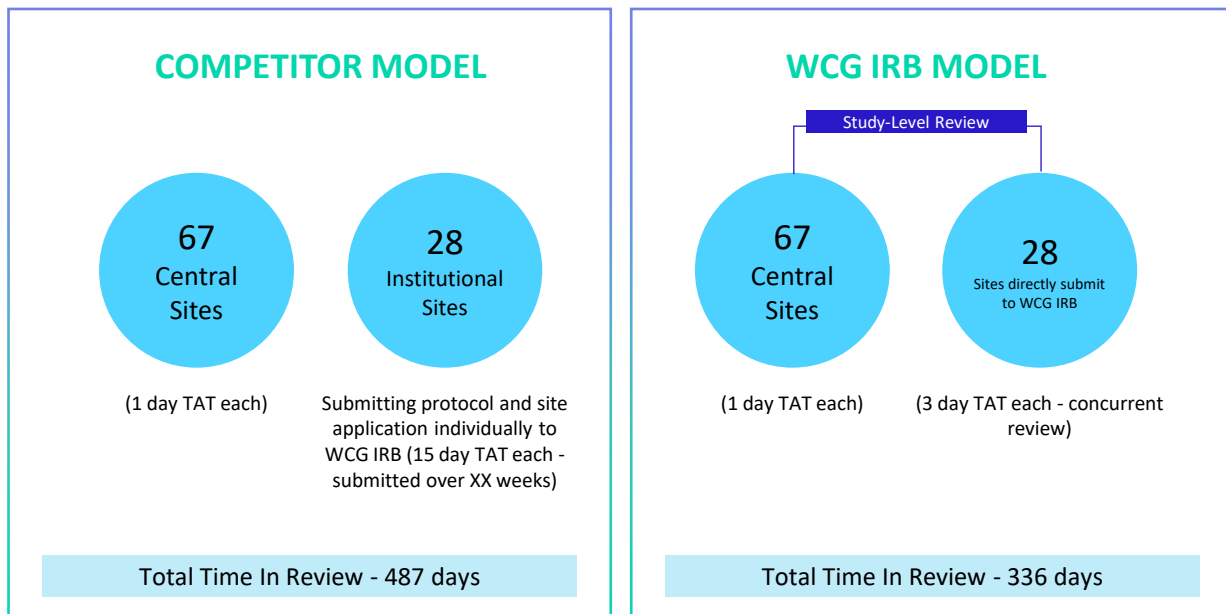 COMPETITOR MODEL
67
Central
Sites
(1 day TAT each)
28
Institutional
Sites
Submitting protocol and site
application individually to
WCG IRB (15 day TAT each -
submitted over XX weeks)
Total Time In Review - 487 days
WCG IRB MODEL
Study-Level Review
67
Central
Sites
(1 day TAT each)
28
Sites directly submit
to WCG IRB
(3 day TAT each - concurrent
review)
Total Time In Review - 336 days